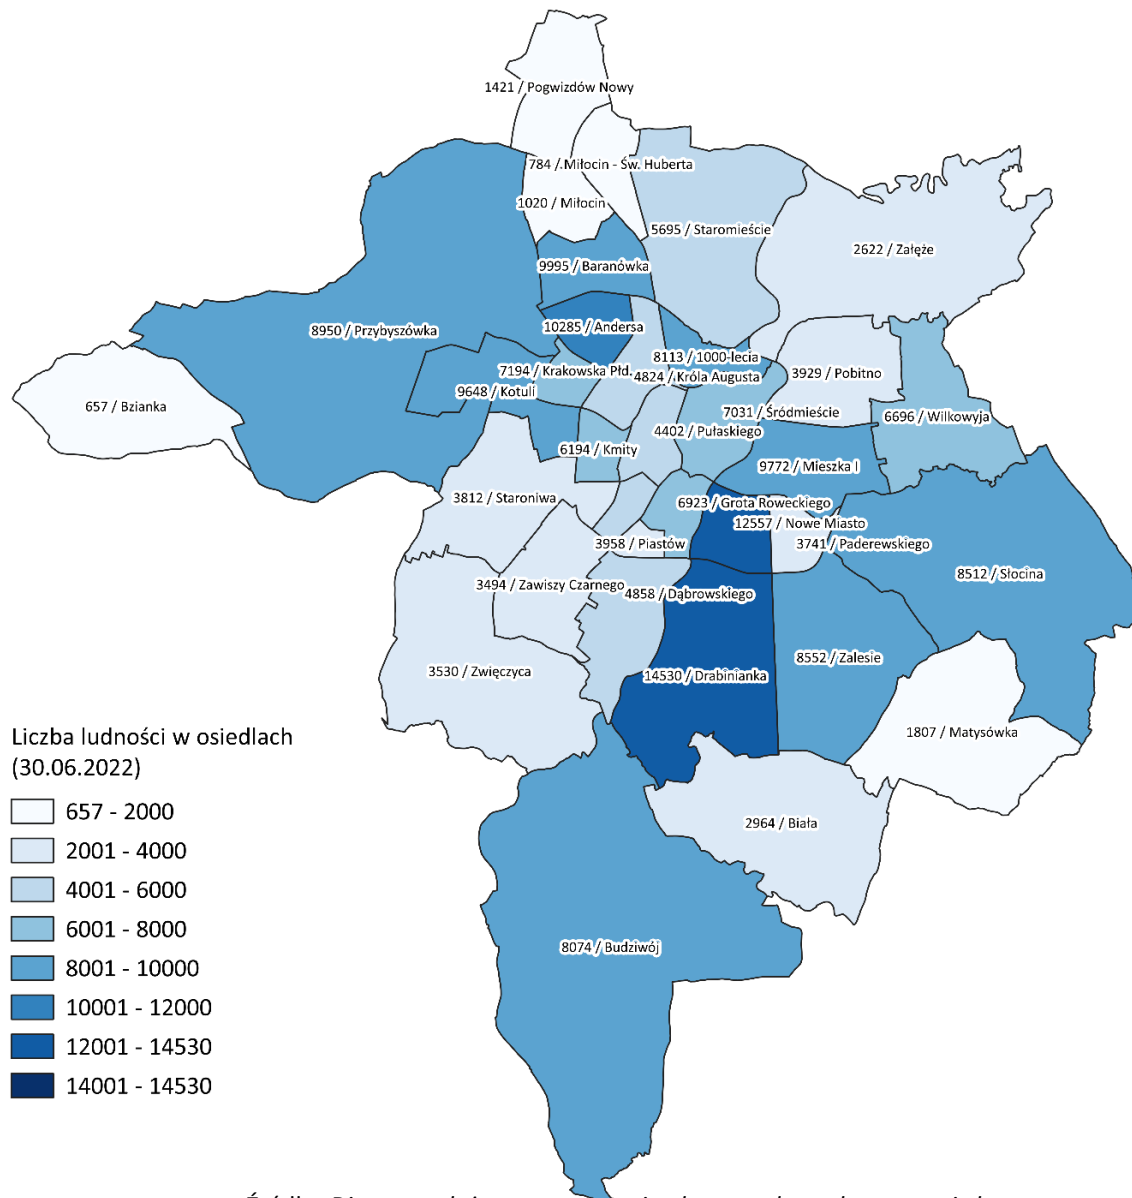 1421 / Pogwizdów Nowy
784 / Miłocin - Św. Huberta
1020 / Miłocin
5695 / Staromieście
2622 / Załęże
9995 / Baranówka
8950 / Przybyszówka
10285 / Andersa
8113 / 1000-lecia
7194 / Krakowska Płd.
4824 / Króla Augusta
3929 / Pobitno
9648 / Kotuli
657 / Bzianka
7031 / Śródmieście
6696 / Wilkowyja
4402 / Pułaskiego
6194 / Kmity
9772 / Mieszka I
3812 / Staroniwa
6923 / Grota Roweckiego
12557 / Nowe Miasto
3958 / Piastów
3741 / Paderewskiego
8512 / Słocina
3494 / Zawiszy Czarnego
4858 / Dąbrowskiego
8552 / Zalesie
3530 / Zwięczyca
14530 / Drabinianka
1807 / Matysówka
2964 / Biała
8074 / Budziwój
Liczba ludności w osiedlach
(30.06.2022)
657 - 2000
2001 - 4000
4001 - 6000
6001 - 8000
8001 - 10000
10001 - 12000
12001 - 14530
14001 - 14530